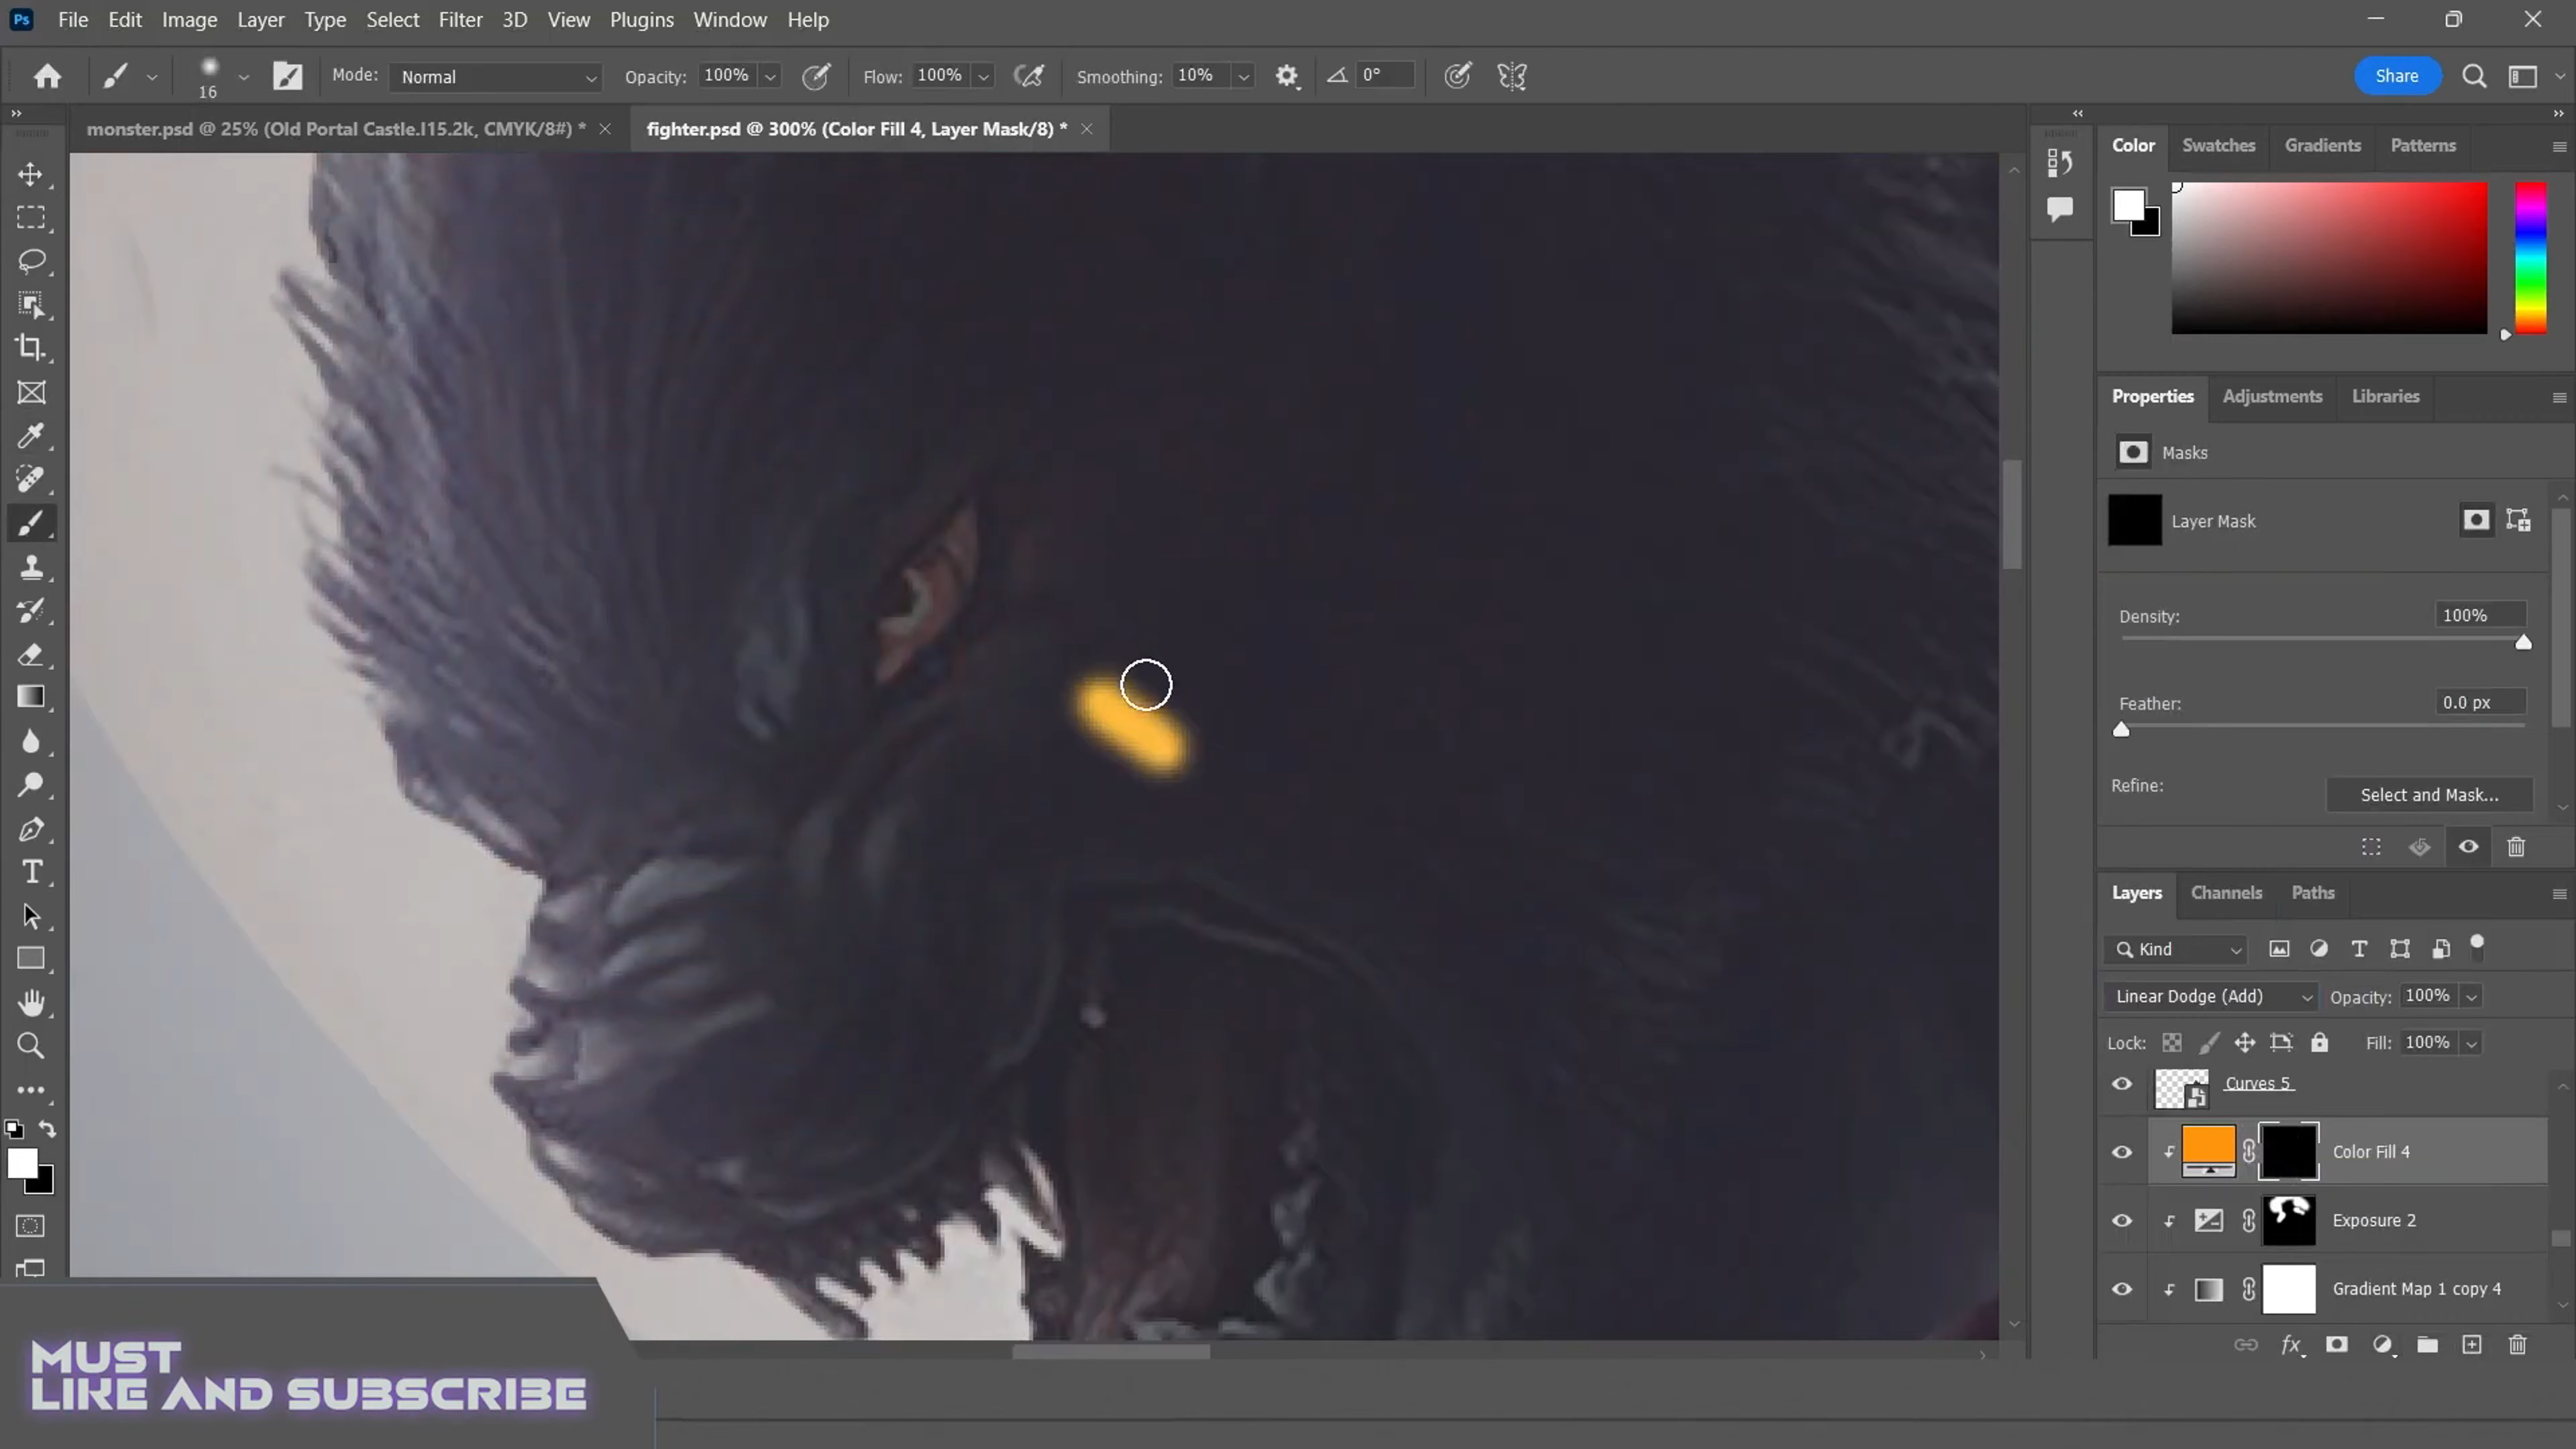 Ps File Edit Image Layer Type Select Filter 3D View Plugins Window Help
16 Mode: Normal Opacity: 100% Flow: 100% Smoothing: 10% 0° Share
monster.psd @ 25% (Old Portal Castle.l15.2k, CMYK/8#) * fighter.psd @ 300% (Color Fill 4, Layer Mask/8) *
Color Swatches Gradients Patterns
Properties Adjustments Libraries
Masks
Layer Mask
Density: 100%
Feather: 0.0 px
Refine: Select and Mask...
Layers Channels Paths
Kind
Linear Dodge (Add) Opacity: 100%
Lock: Fill: 100%
Curves 5
Color Fill 4
Exposure 2
Gradient Map 1 copy 4
fx
MUST
LIKE AND SUBSCRIBE